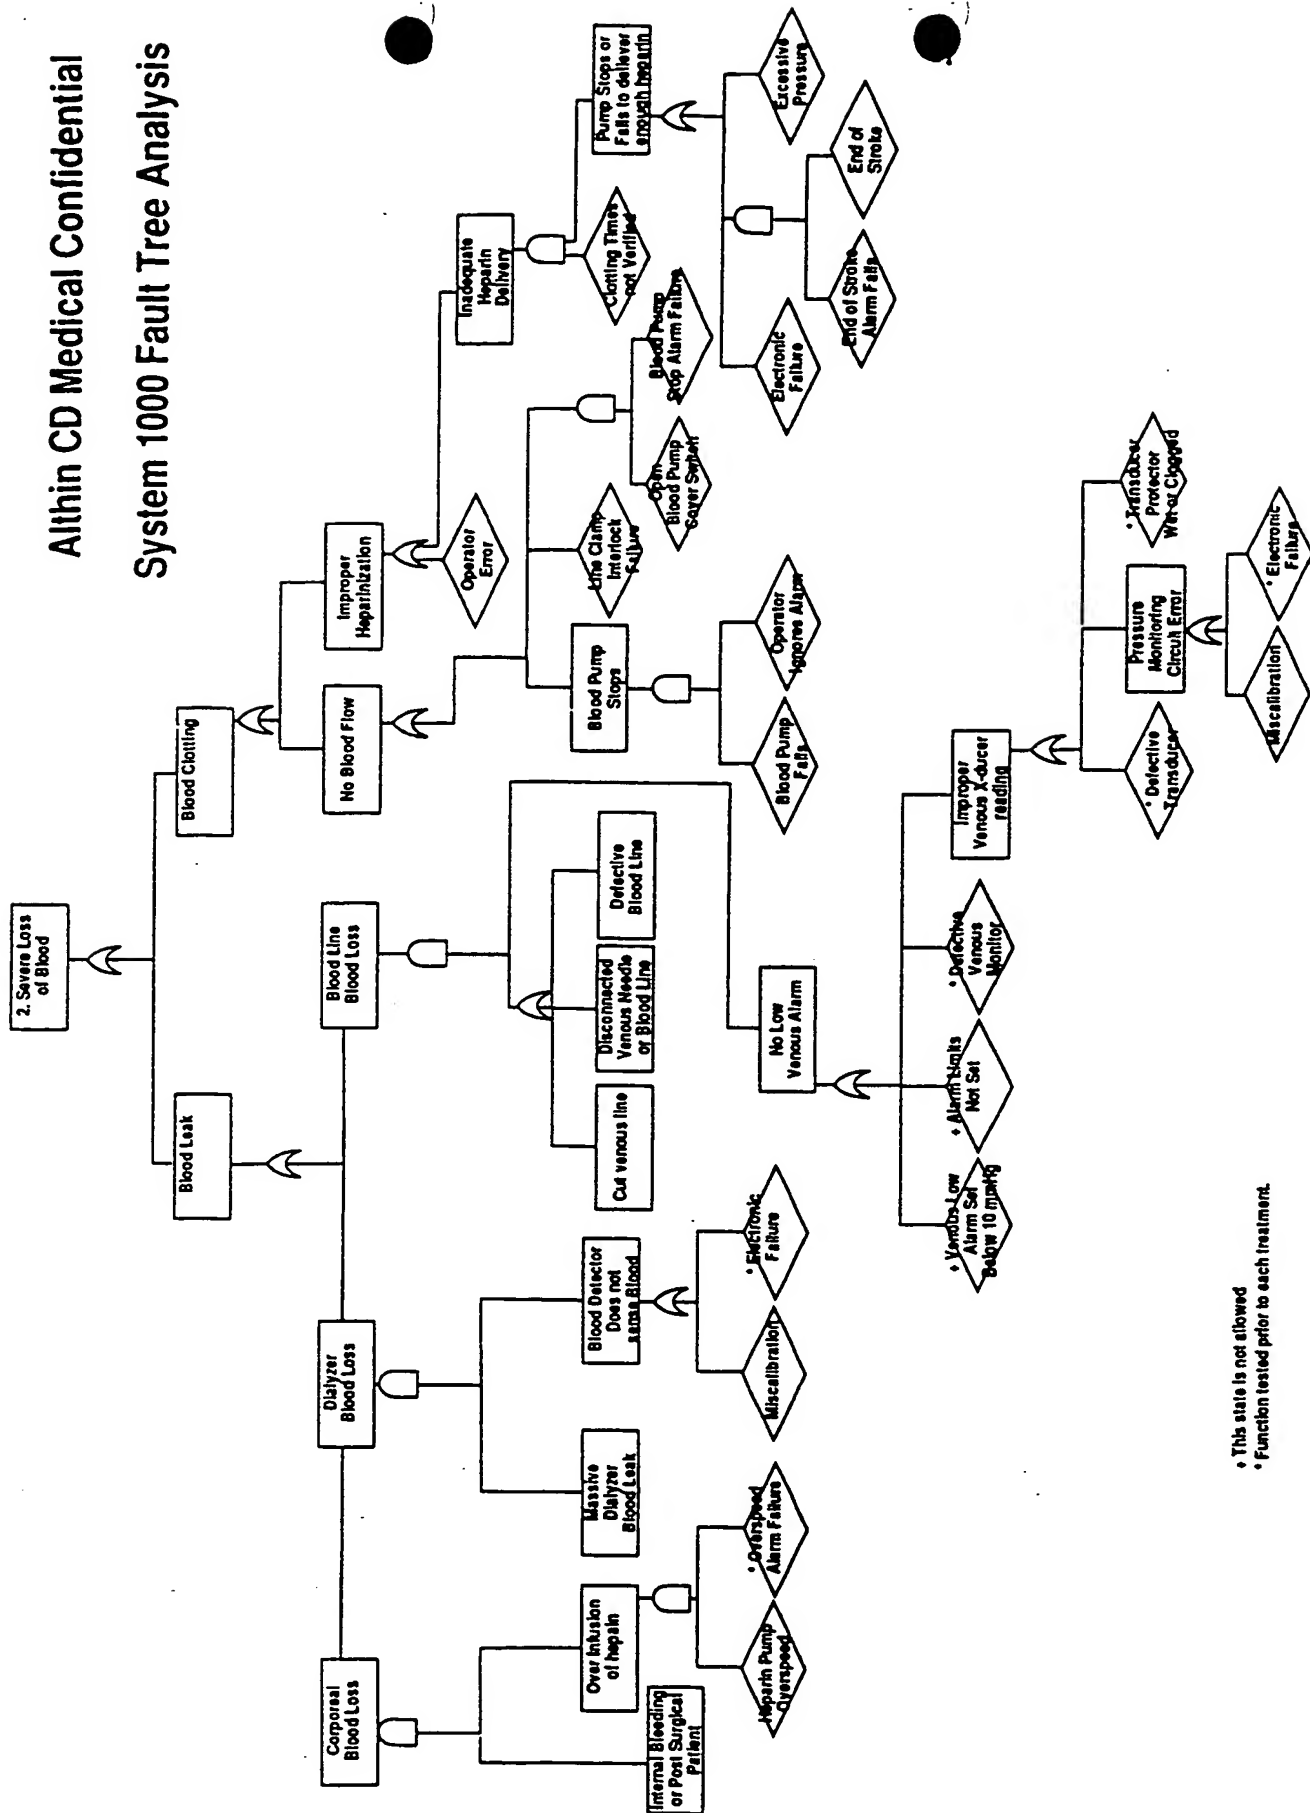 Althin CD Medical Confidential
System 1000 Fault Tree Analysis
2. Severe Loss
of Blood
Blood Leak
Blood Clotting
Corporeal
Blood Loss
Dialyzer
Blood Loss
Blood Line
Blood Loss
No Blood Flow
Improper
Heparinization
Operator
Error
Inadequate
Heparin
Delivery
Internal Bleeding
or Post Surgical
Patient
Over Infusion
of hepain
Massive
Dialyzer
Blood Leak
Blood Detector
Does not
sense Blood
Cut venous line
Disconnected
Venous Needle
or Blood Line
Defective
Blood Line
Blood Pump
Stops
Line Clamp
Interlock
Failure
Open
Blood Pump
Cover Switch
Blood Pump
Stop Alarm Failure
Clotting Times
not Verified
Pump Stops or
Fails to deliever
enough heparin
Heparin Pump
Overspeed
* Overspeed
Alarm Failure
Miscalibration
* Electronic
Failure
No Low
Venous Alarm
Blood Pump
Fails
Operator
Ignores Alarm
Electronic
Failure
End of Stroke
Alarm Fails
End of
Stroke
Excessive
Pressure
+ Venous Low
Alarm Set
Below 10 mmHg
+ Alarm Limits
Not Set
* Defective
Venous
Monitor
Improper
Venous X-ducer
reading
* Defective
Transducer
Pressure
Monitoring
Circuit Error
* Transducer
Protector
Wet or Clogged
Miscalibration
* Electronic
Failure
+ This state is not allowed
* Function tested prior to each treatment.